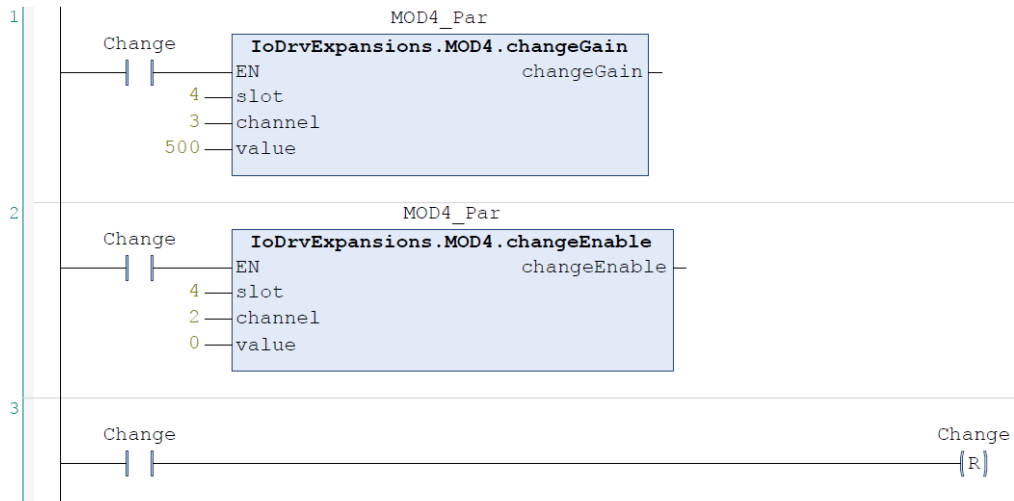 1
MOD4_Par
Change
IoDrvExpansions.MOD4.changeGain
EN changeGain
4 slot
3 channel
500 value
2
MOD4_Par
Change
IoDrvExpansions.MOD4.changeEnable
EN changeEnable
4 slot
2 channel
0 value
3
Change Change
R